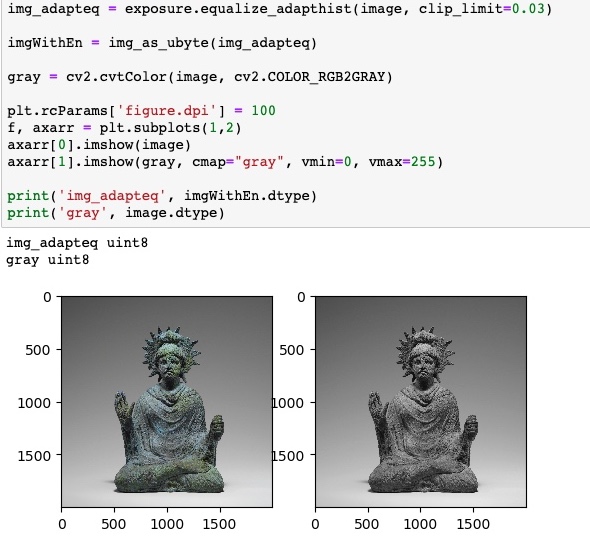 img_adapteq = exposure.equalize_adapthist(image, clip_limit=0.03)
imgWithEn = img_as_ubyte(img_adapteq)
gray = cv2.cvtColor(image, cv2.COLOR_RGB2GRAY)
plt.rcParams['figure.dpi'] = 100
f, axarr = plt.subplots(1,2)
axarr[0].imshow(image)
axarr[1].imshow(gray, cmap="gray", vmin=0, vmax=255)
print('img_adapteq', imgWithEn.dtype)
print('gray', image.dtype)
img_adapteq uint8
gray uint8
0
500
1000
1500
0 500 1000 1500
0
500
1000
1500
0 500 1000 1500